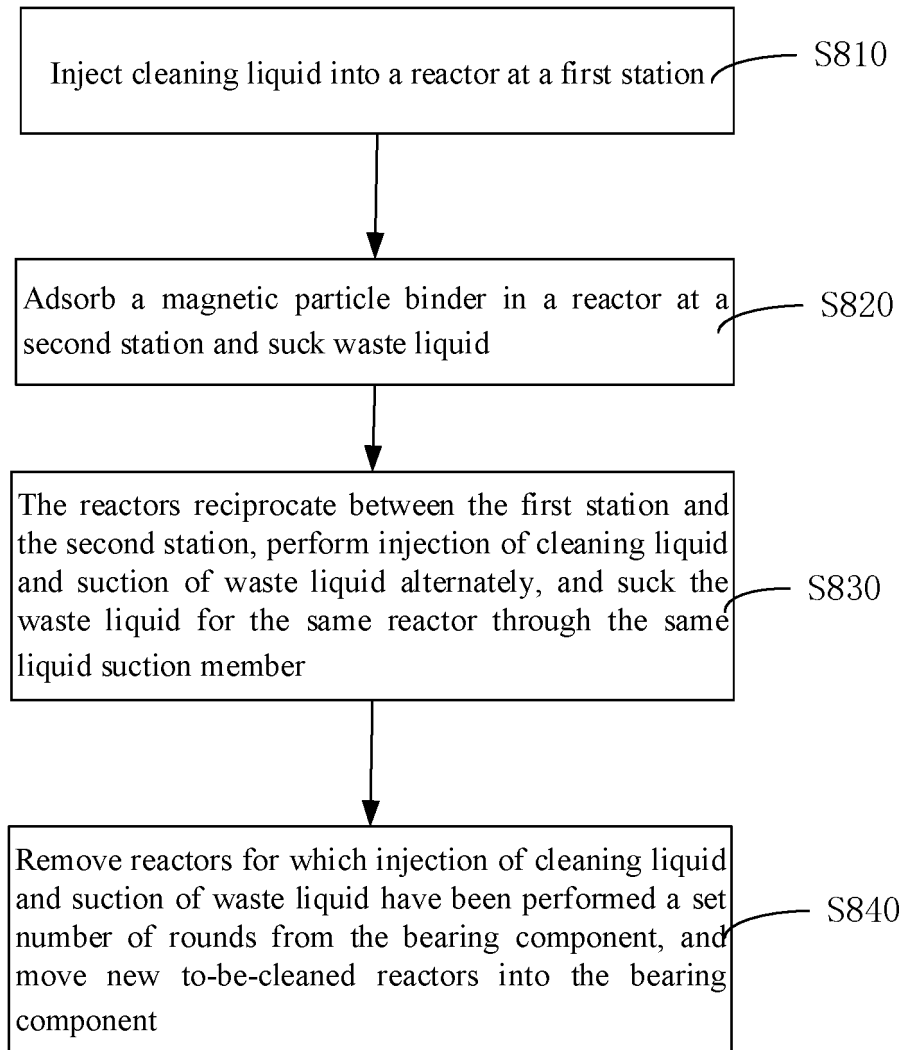 Inject cleaning liquid into a reactor at a first station
S810
Adsorb a magnetic particle binder in a reactor at a
second station and suck waste liquid
S820
The reactors reciprocate between the first station and
the second station, perform injection of cleaning liquid
and suction of waste liquid alternately, and suck the
waste liquid for the same reactor through the same
liquid suction member
S830
Remove reactors for which injection of cleaning liquid
and suction of waste liquid have been performed a set
number of rounds from the bearing component, and
move new to-be-cleaned reactors into the bearing
component
S840